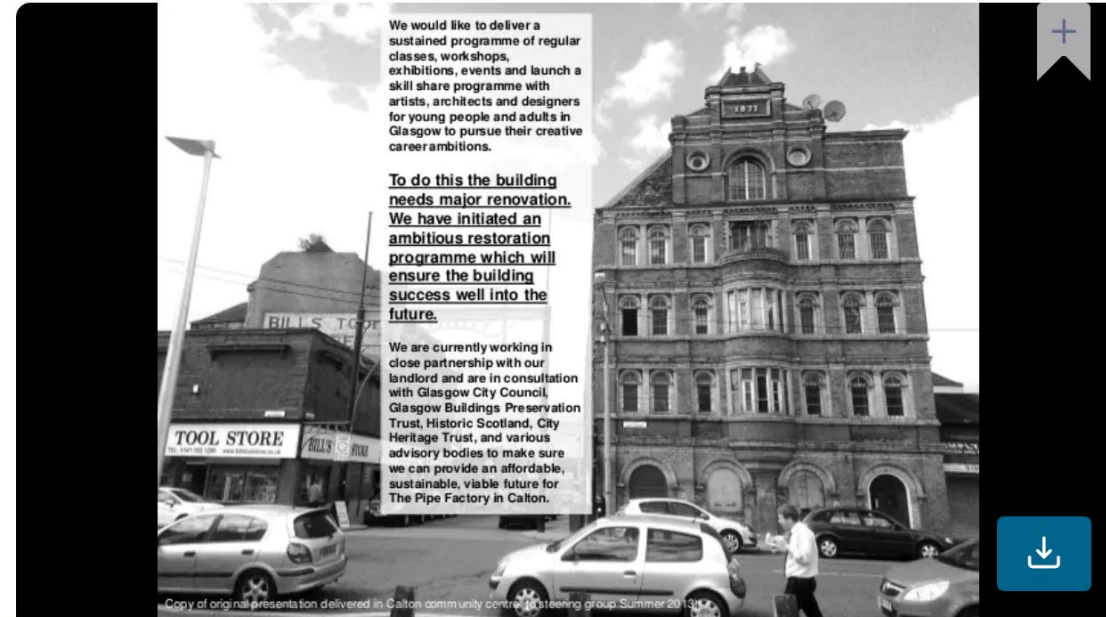 We would like to deliver a
sustained programme of regular
classes, workshops,
exhibitions, events and launch a
skill share programme with
artists, architects and designers
for young people and adults in
Glasgow to pursue their creative
career ambitions.
To do this the building
needs major renovation.
We have initiated an
ambitious restoration
programme which will
ensure the building
success well into the
future.
We are currently working in
close partnership with our
landlord and are in consultation
with Glasgow City Council,
Glasgow Buildings Preservation
Trust, Historic Scotland, City
Heritage Trust, and various
advisory bodies to make sure
we can provide an affordable,
sustainable, viable future for
The Pipe Factory in Calton.
1877
BILLS
TOOL STORE
BILL'S STORE
Copy of original presentation delivered in Calton community centre to steering group Summer 2013